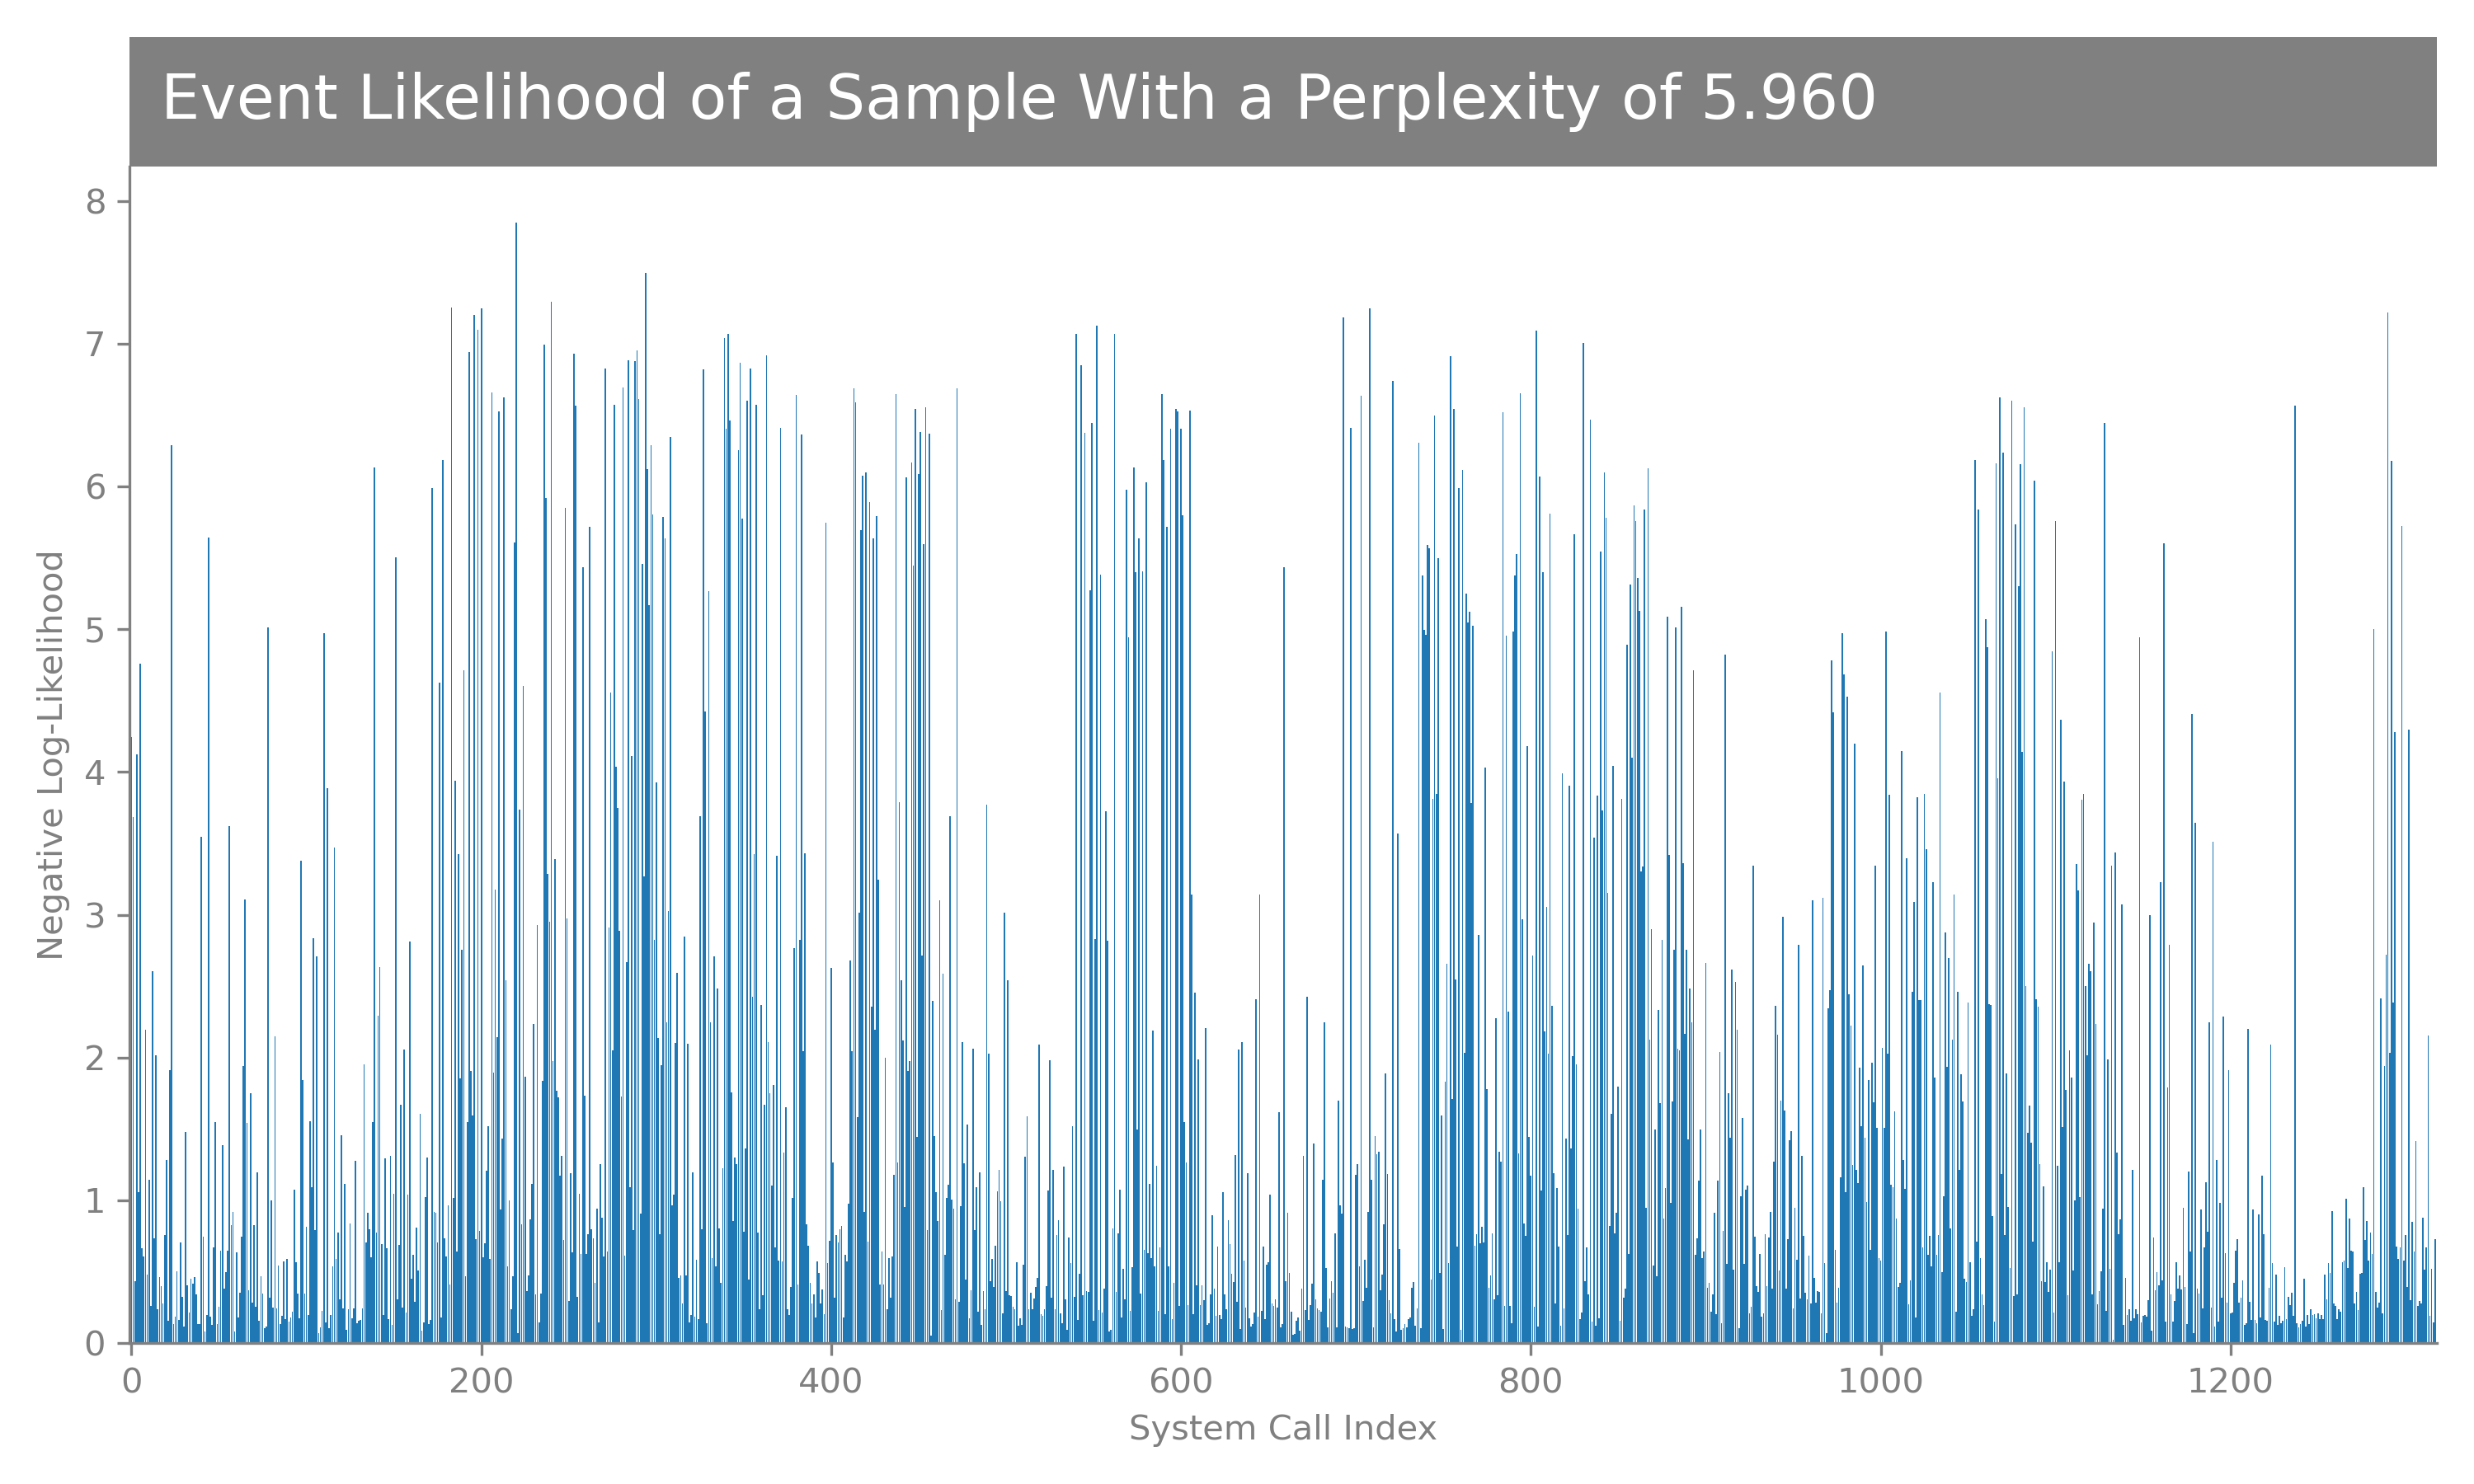 Event Likelihood of a Sample With a Perplexity of 5.960
8
7
6
5
4
3
2
1
0
Negative Log-Likelihood
0 200 400 600 800 1000 1200
System Call Index